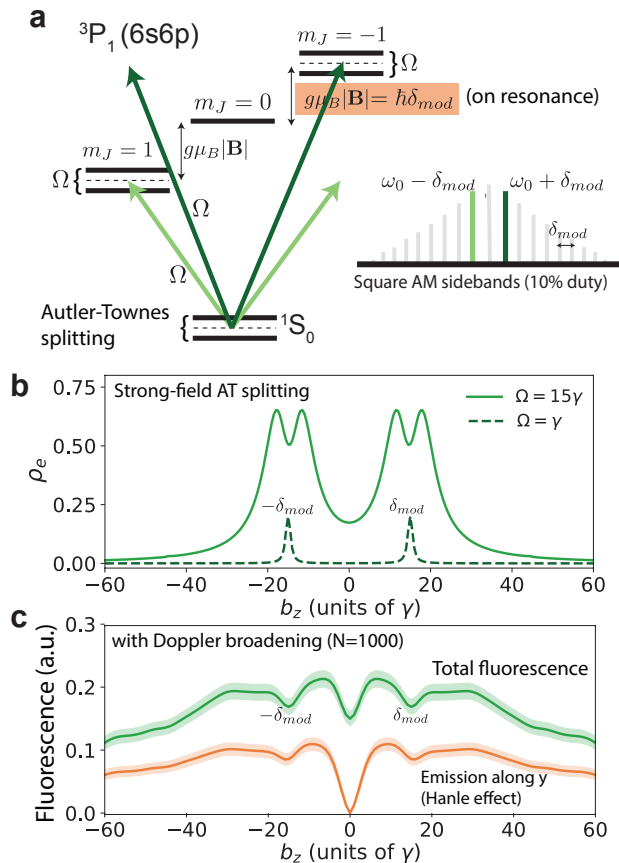 a
³P₁ (6s6p)
m_J = −1
} Ω
gμ_B|B| = ħδ_mod (on resonance)
m_J = 0
m_J = 1
gμ_B|B|
Ω {
Ω
Ω
ω₀ − δ_mod ω₀ + δ_mod
δ_mod
Square AM sidebands (10% duty)
Autler-Townes
splitting
{
¹S₀
b
Strong-field AT splitting
Ω = 15γ
Ω = γ
ρ_e
0.75
0.50
0.25
0.00
−δ_mod δ_mod
−60 −40 −20 0 20 40 60
b_z (units of γ)
c
with Doppler broadening (N=1000)
Total fluorescence
Fluorescence (a.u.)
0.3
0.2
0.1
0.0
−δ_mod δ_mod
Emission along y
(Hanle effect)
−60 −40 −20 0 20 40 60
b_z (units of γ)